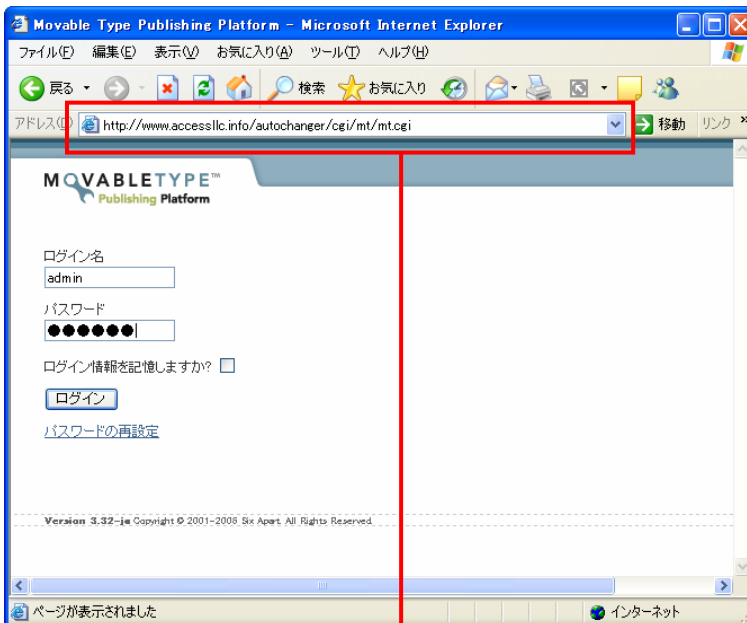 Movable Type Publishing Platform - Microsoft Internet Explorer
ファイル(F) 編集(E) 表示(V) お気に入り(A) ツール(T) ヘルプ(H)
戻る 検索 お気に入り
アドレス(D) http://www.accessllc.info/autochanger/cgi/mt/mt.cgi 移動 リンク »
MOVABLETYPE™
Publishing Platform
ログイン名
admin
パスワード
●●●●●●
ログイン情報を記憶しますか?
ログイン
パスワードの再設定
Version 3.32-ja Copyright © 2001-2006 Six Apart. All Rights Reserved.
ページが表示されました インターネット